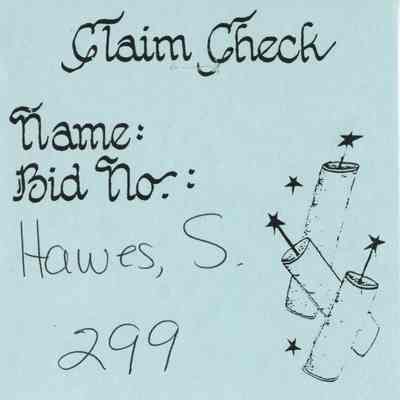 Claim Check
Name:
Bid No.:
Hawes, S.
299